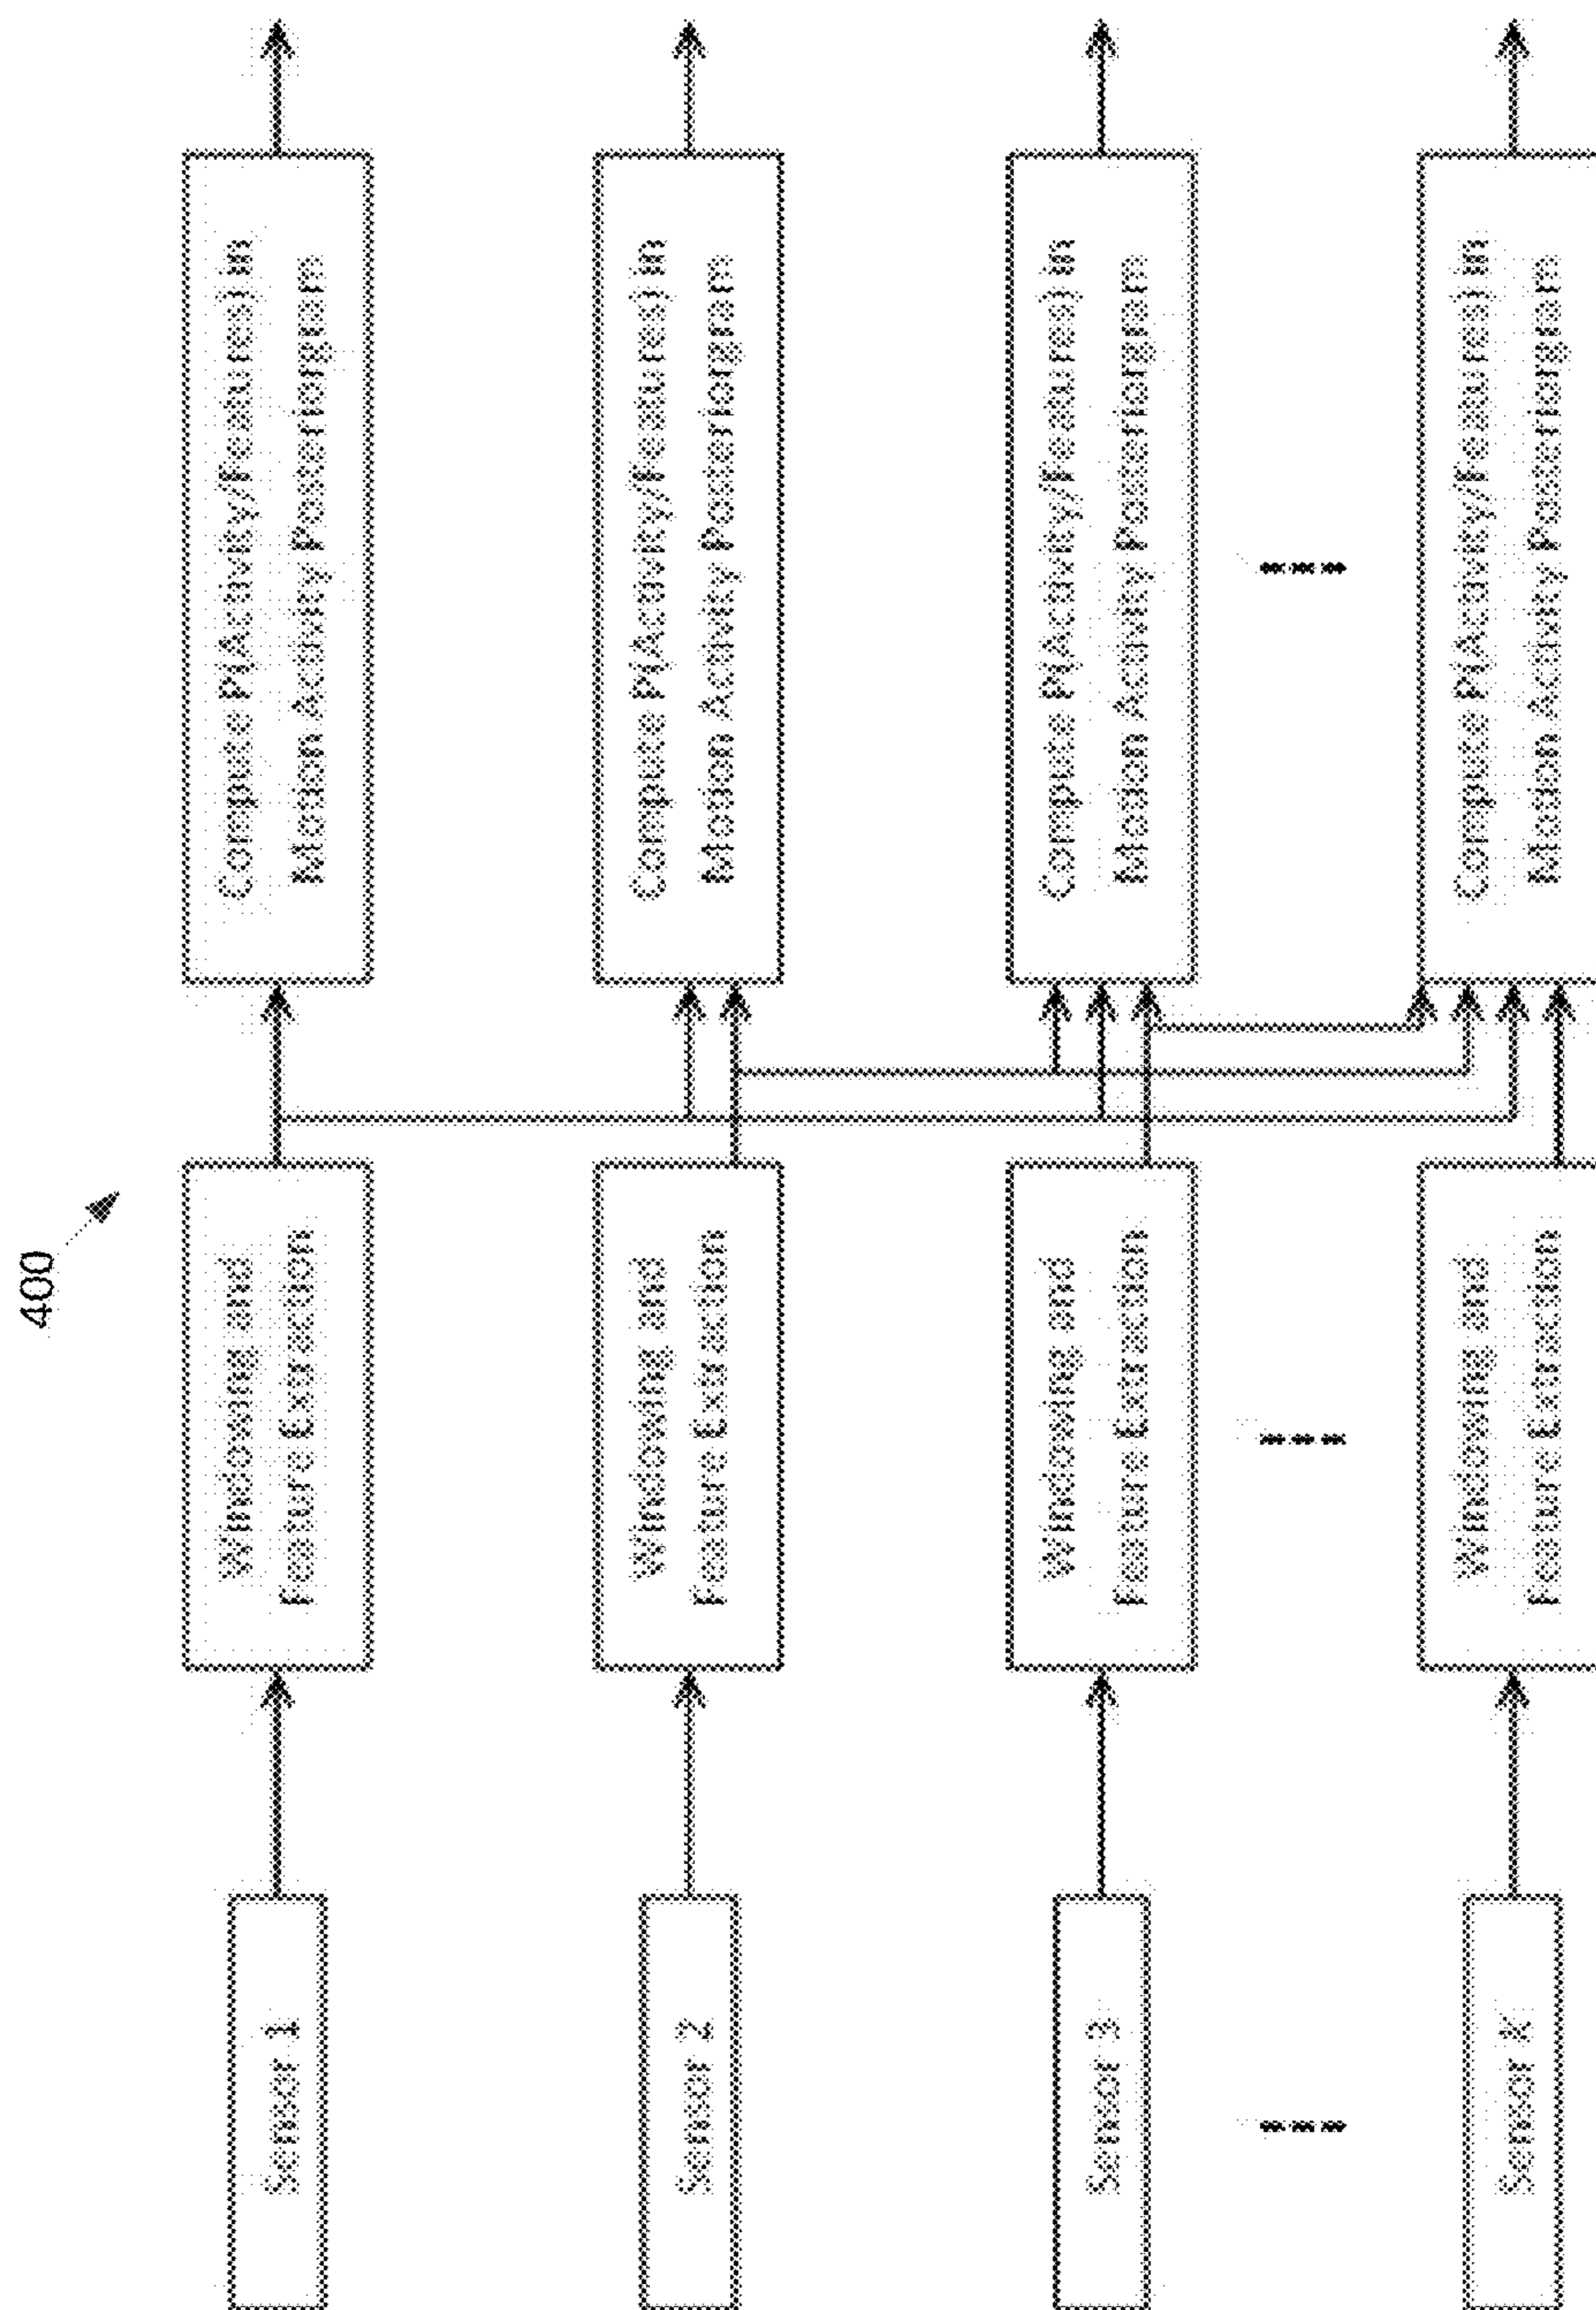 400
Sensor 1
Windowing and
Feature Extraction
Compute P(Activity/Features) in
Motion Activity Posteriorgram
Sensor 2
Windowing and
Feature Extraction
Compute P(Activity/Features) in
Motion Activity Posteriorgram
Sensor 3
Windowing and
Feature Extraction
Compute P(Activity/Features) in
Motion Activity Posteriorgram
Sensor K
Windowing and
Feature Extraction
Compute P(Activity/Features) in
Motion Activity Posteriorgram